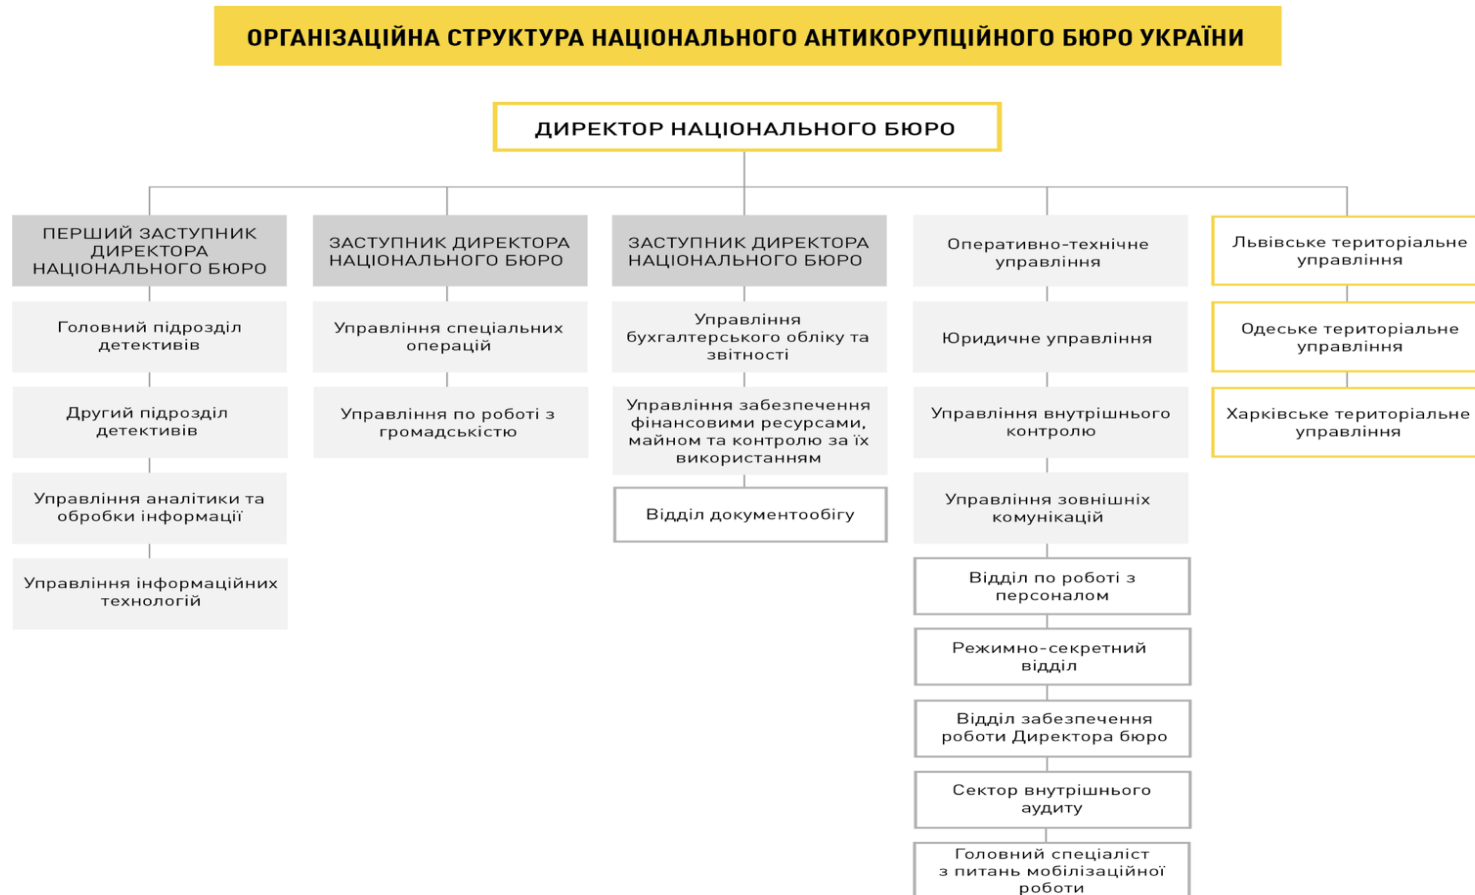 ОРГАНІЗАЦІЙНА СТРУКТУРА НАЦІОНАЛЬНОГО АНТИКОРУПЦІЙНОГО БЮРО УКРАЇНИ
ДИРЕКТОР НАЦІОНАЛЬНОГО БЮРО
ПЕРШИЙ ЗАСТУПНИК
ДИРЕКТОРА
НАЦІОНАЛЬНОГО БЮРО
Головний підрозділ
детективів
Другий підрозділ
детективів
Управління аналітики та
обробки інформації
Управління інформаційних
технологій
ЗАСТУПНИК ДИРЕКТОРА
НАЦІОНАЛЬНОГО БЮРО
Управління спеціальних
операцій
Управління по роботі з
громадськістю
ЗАСТУПНИК ДИРЕКТОРА
НАЦІОНАЛЬНОГО БЮРО
Управління
бухгалтерського обліку та
звітності
Управління забезпечення
фінансовими ресурсами,
майном та контролю за їх
використанням
Відділ документообігу
Оперативно-технічне
управління
Юридичне управління
Управління внутрішнього
контролю
Управління зовнішніх
комунікацій
Відділ по роботі з
персоналом
Режимно-секретний
відділ
Відділ забезпечення
роботи Директора бюро
Сектор внутрішнього
аудиту
Головний спеціаліст
з питань мобілізаційної
роботи
Львівське територіальне
управління
Одеське територіальне
управління
Харківське територіальне
управління